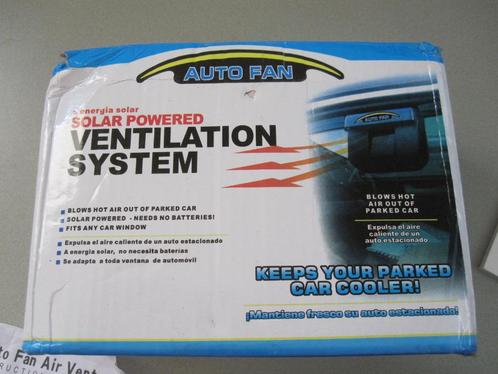 AUTO FAN
energia solar
SOLAR POWERED
VENTILATION
SYSTEM
BLOWS HOT AIR OUT OF PARKED CAR
SOLAR POWERED - NEEDS NO BATTERIES!
FITS ANY CAR WINDOW
Expulsa el aire caliente de un auto estacionado
A energia solar, no necesita baterías
Se adapta a toda ventana de automóvil
AUTO FAN
BLOWS HOT
AIR OUT OF
PARKED CAR
Expulsa el aire
caliente de un
auto estacionado
KEEPS YOUR PARKED
CAR COOLER!
¡Mantiene fresco su auto estacionado!
to Fan Air Vent